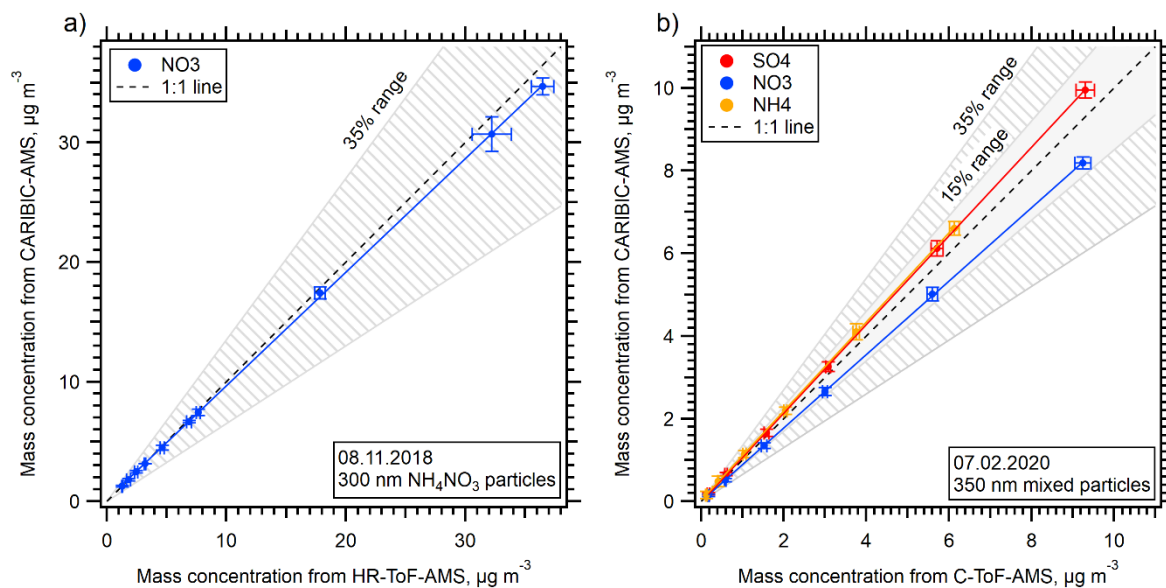 a)
NO3
1:1 line
35% range
08.11.2018
300 nm NH₄NO₃ particles
Mass concentration from CARIBIC-AMS, µg m⁻³
30
20
10
0
0
10
20
30
Mass concentration from HR-ToF-AMS, µg m⁻³
b)
SO4
NO3
NH4
1:1 line
35% range
15% range
07.02.2020
350 nm mixed particles
Mass concentration from CARIBIC-AMS, µg m⁻³
10
8
6
4
2
0
0
2
4
6
8
10
Mass concentration from C-ToF-AMS, µg m⁻³